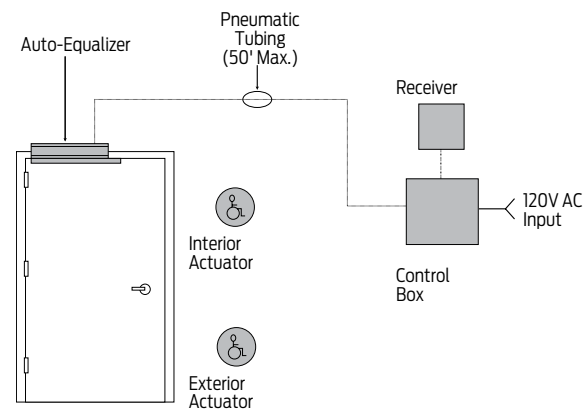 Pneumatic
Tubing
(50' Max.)
Auto-Equalizer
Receiver
120V AC
Input
Interior
Actuator
Control
Box
Exterior
Actuator